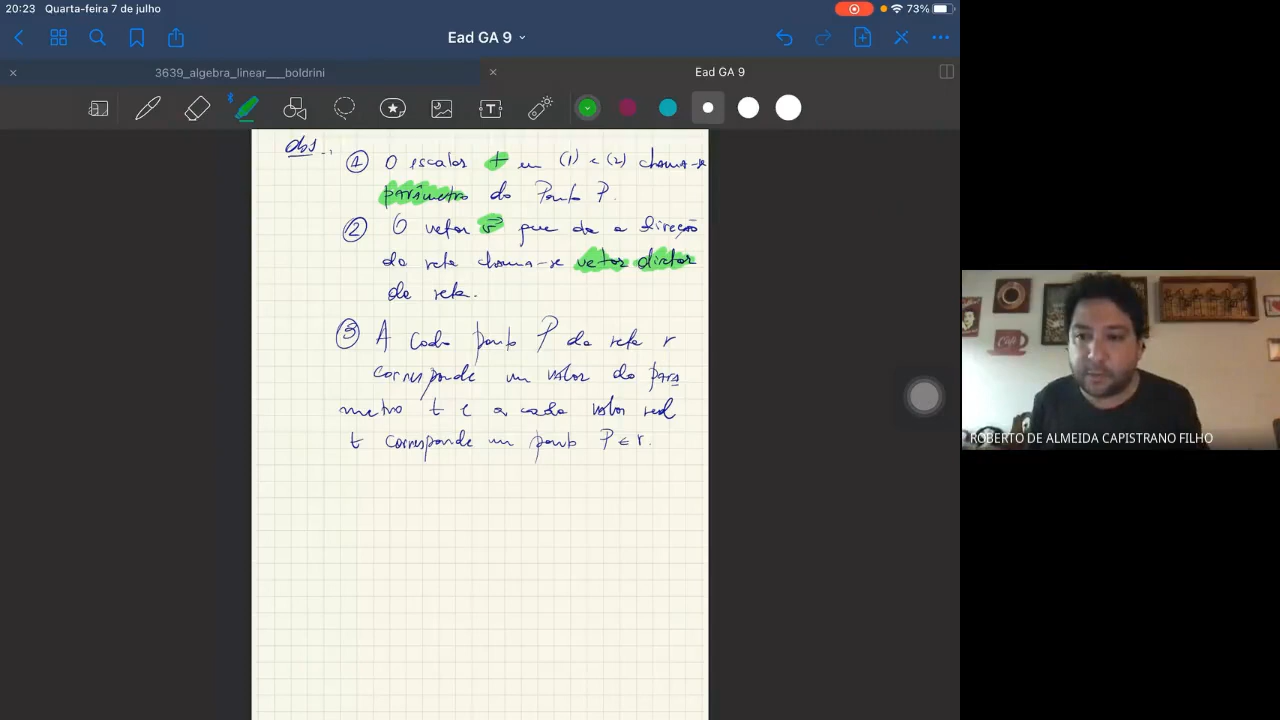 20:23 Quarta-feira 7 de julho
73%
Ead GA 9
3639_algebra_linear___boldrini
Ead GA 9
Obs.:
① O escalar t em (1) e (2) chama-se
parâmetro do Ponto P.
② O vetor v que da a direção
da reta chama-se vetor diretor
da reta.
③ A cada ponto P da reta r
corresponde um valor do parâ
metro t e a cada valor real
t corresponde um ponto P ∈ r.
Café
ROBERTO DE ALMEIDA CAPISTRANO FILHO